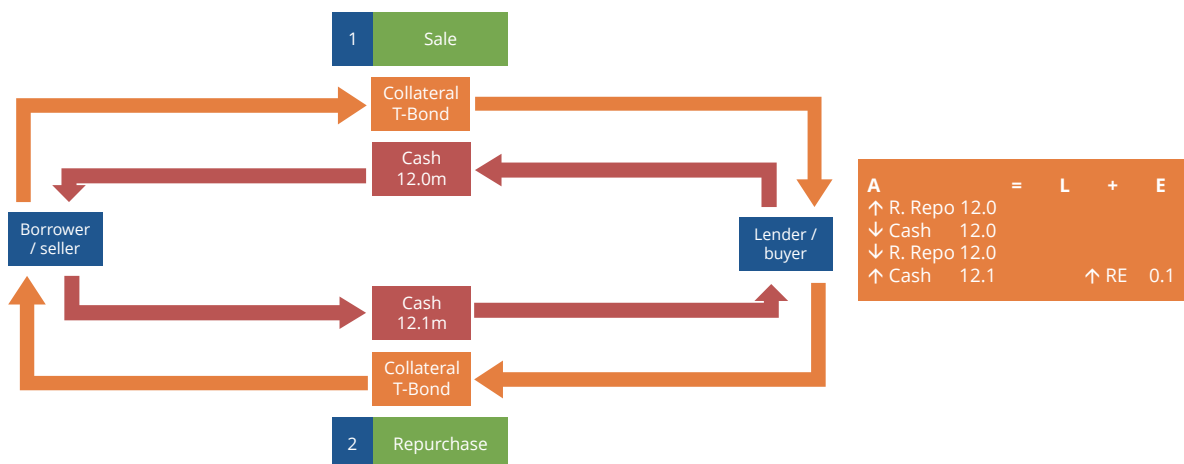 1 Sale
Collateral
T-Bond
Cash
12.0m
Borrower
/ seller
Lender /
buyer
A = L + E
↑ R. Repo 12.0
↓ Cash 12.0
↓ R. Repo 12.0
↑ Cash 12.1 ↑ RE 0.1
Cash
12.1m
Collateral
T-Bond
2 Repurchase